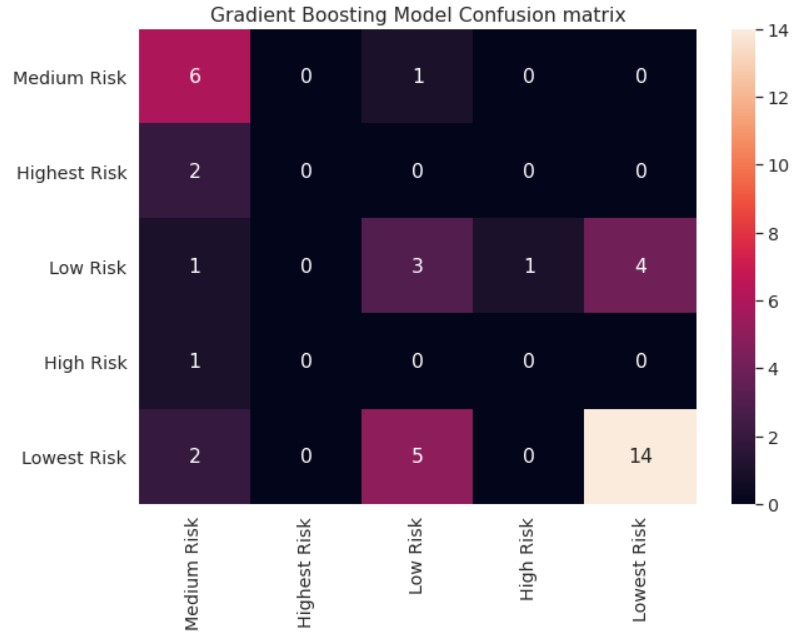 Gradient Boosting Model Confusion matrix
Medium Risk 6 0 1 0 0
Highest Risk 2 0 0 0 0
Low Risk 1 0 3 1 4
High Risk 1 0 0 0 0
Lowest Risk 2 0 5 0 14
Medium Risk
Highest Risk
Low Risk
High Risk
Lowest Risk
14
12
10
8
6
4
2
0